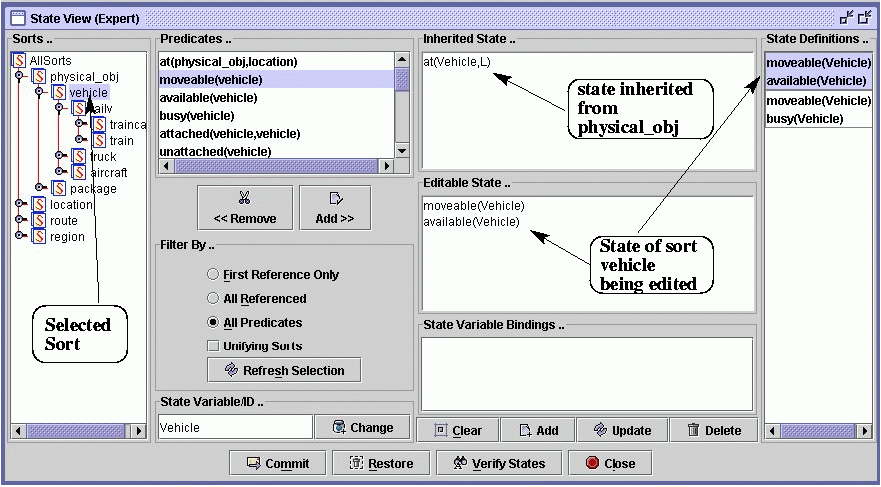 State View (Expert)
Sorts ..
AllSorts
physical_obj
vehicle
railv
trainca
train
truck
aircraft
package
location
route
region
Selected
Sort
Predicates ..
at(physical_obj,location)
moveable(vehicle)
available(vehicle)
busy(vehicle)
attached(vehicle,vehicle)
unattached(vehicle)
<< Remove
Add >>
Filter By ..
First Reference Only
All Referenced
All Predicates
Unifying Sorts
Refresh Selection
State Variable/ID ..
Vehicle
Change
Inherited State ..
at(Vehicle,L)
state inherited
from
physical_obj
Editable State ..
moveable(Vehicle)
available(Vehicle)
State of sort
vehicle
being edited
State Variable Bindings ..
Clear
Add
Update
Delete
State Definitions ..
moveable(Vehicle)
available(Vehicle)
moveable(Vehicle)
busy(Vehicle)
Commit
Restore
Verify States
Close